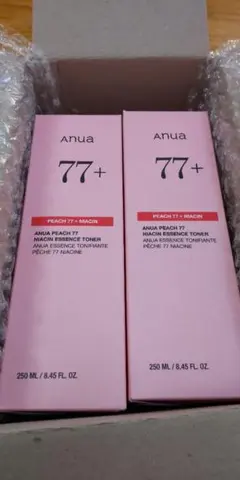 Anua
77+
PEACH 77 + NIACIN
ANUA PEACH 77
NIACIN ESSENCE TONER
ANUA ESSENCE TONIFIANTE
PÊCHE 77 NIACINE
250 ML / 8.45 FL. OZ.
Anua
77+
PEACH 77 + NIACIN
ANUA PEACH 77
NIACIN ESSENCE TONER
ANUA ESSENCE TONIFIANTE
PÊCHE 77 NIACINE
250 ML / 8.45 FL. OZ.